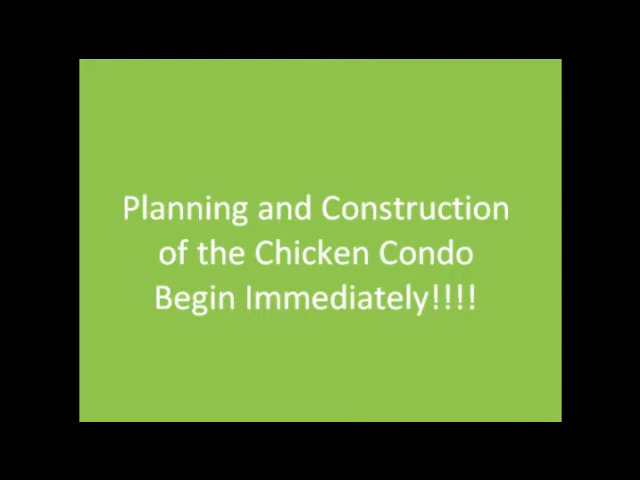 Planning and Construction
of the Chicken Condo
Begin Immediately!!!!